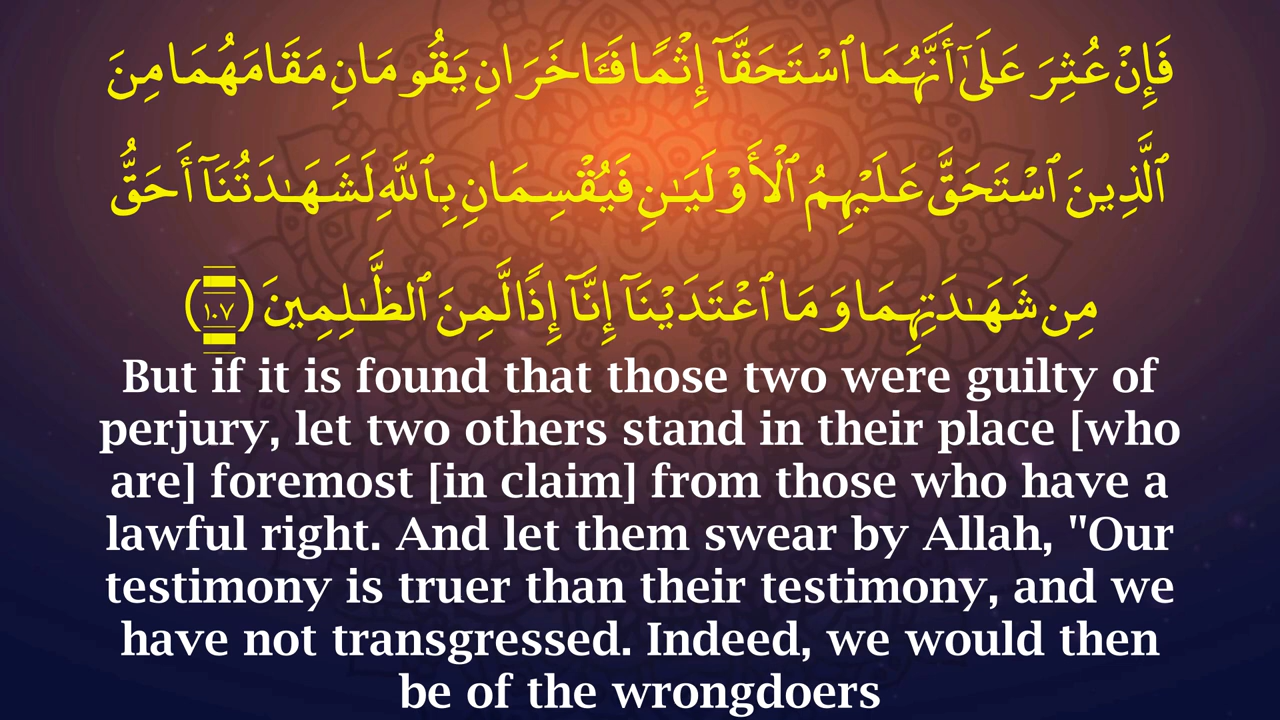 فَإِنْ عُثِرَ عَلَىٰٓ أَنَّهُمَا ٱسْتَحَقَّآ إِثْمًا فَـَٔاخَرَانِ يَقُومَانِ مَقَامَهُمَا مِنَ
ٱلَّذِينَ ٱسْتَحَقَّ عَلَيْهِمُ ٱلْأَوْلَيَـٰنِ فَيُقْسِمَانِ بِٱللَّهِ لَشَهَـٰدَتُنَآ أَحَقُّ
مِن شَهَـٰدَتِهِمَا وَمَا ٱعْتَدَيْنَآ إِنَّآ إِذًا لَّمِنَ ٱلظَّـٰلِمِينَ (١٠٧)
But if it is found that those two were guilty of
perjury, let two others stand in their place [who
are] foremost [in claim] from those who have a
lawful right. And let them swear by Allah, "Our
testimony is truer than their testimony, and we
have not transgressed. Indeed, we would then
be of the wrongdoers